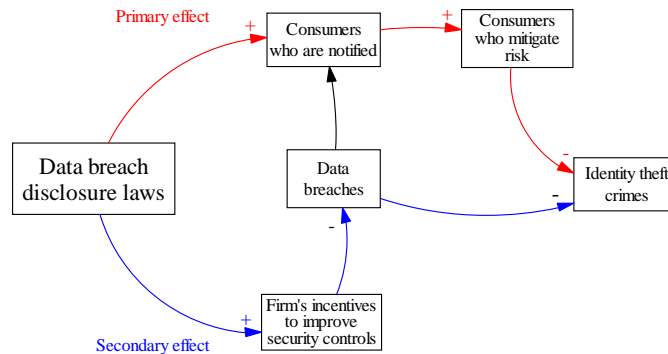 Primary effect
+
Consumers
who are notified
+
Consumers
who mitigate
risk
Data breach
disclosure laws
Data
breaches
-
-
Identity theft
crimes
-
+
Firm's incentives
to improve
security controls
Secondary effect